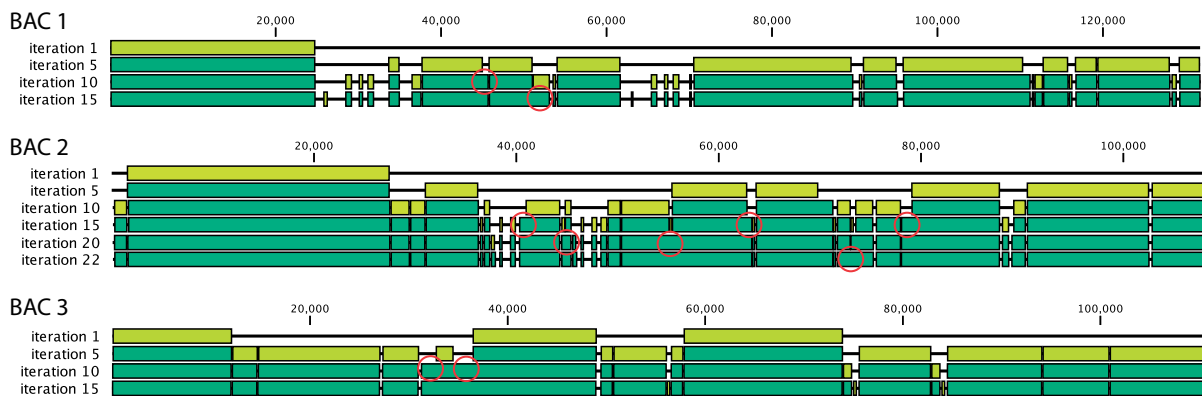 BAC 1
20,000 40,000 60,000 80,000 100,000 120,000
iteration 1
iteration 5
iteration 10
iteration 15
BAC 2
20,000 40,000 60,000 80,000 100,000
iteration 1
iteration 5
iteration 10
iteration 15
iteration 20
iteration 22
BAC 3
20,000 40,000 60,000 80,000 100,000
iteration 1
iteration 5
iteration 10
iteration 15